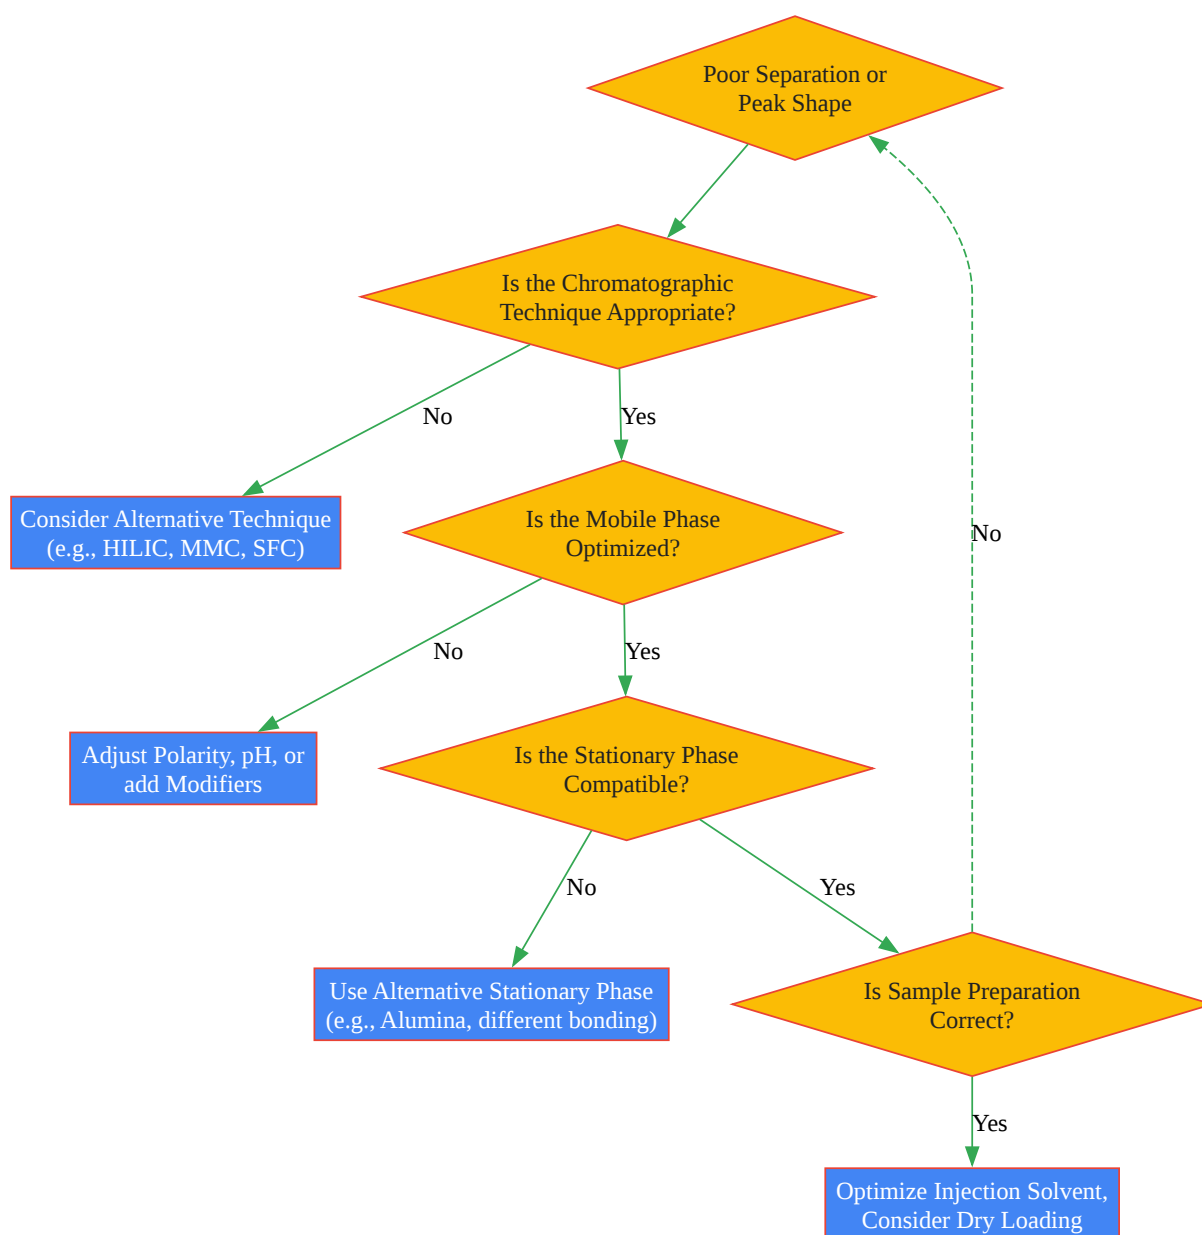 Poor Separation or
Peak Shape
Is the Chromatographic
Technique Appropriate?
No
Yes
Consider Alternative Technique
(e.g., HILIC, MMC, SFC)
Is the Mobile Phase
Optimized?
No
No
Yes
Adjust Polarity, pH, or
add Modifiers
Is the Stationary Phase
Compatible?
No
Yes
Use Alternative Stationary Phase
(e.g., Alumina, different bonding)
Is Sample Preparation
Correct?
Yes
Optimize Injection Solvent,
Consider Dry Loading